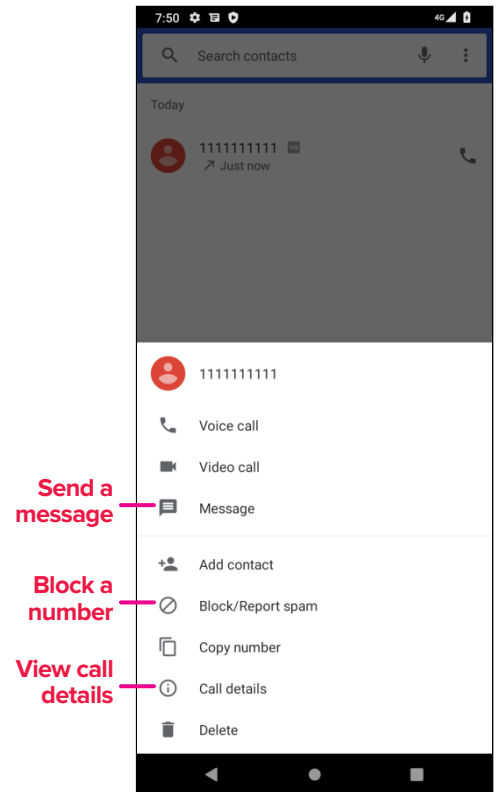 7:50
4G
Search contacts
Today
1111111111 HD
Just now
1111111111
Voice call
Video call
Send a
message
Message
Add contact
Block a
number
Block/Report spam
Copy number
View call
details
Call details
Delete